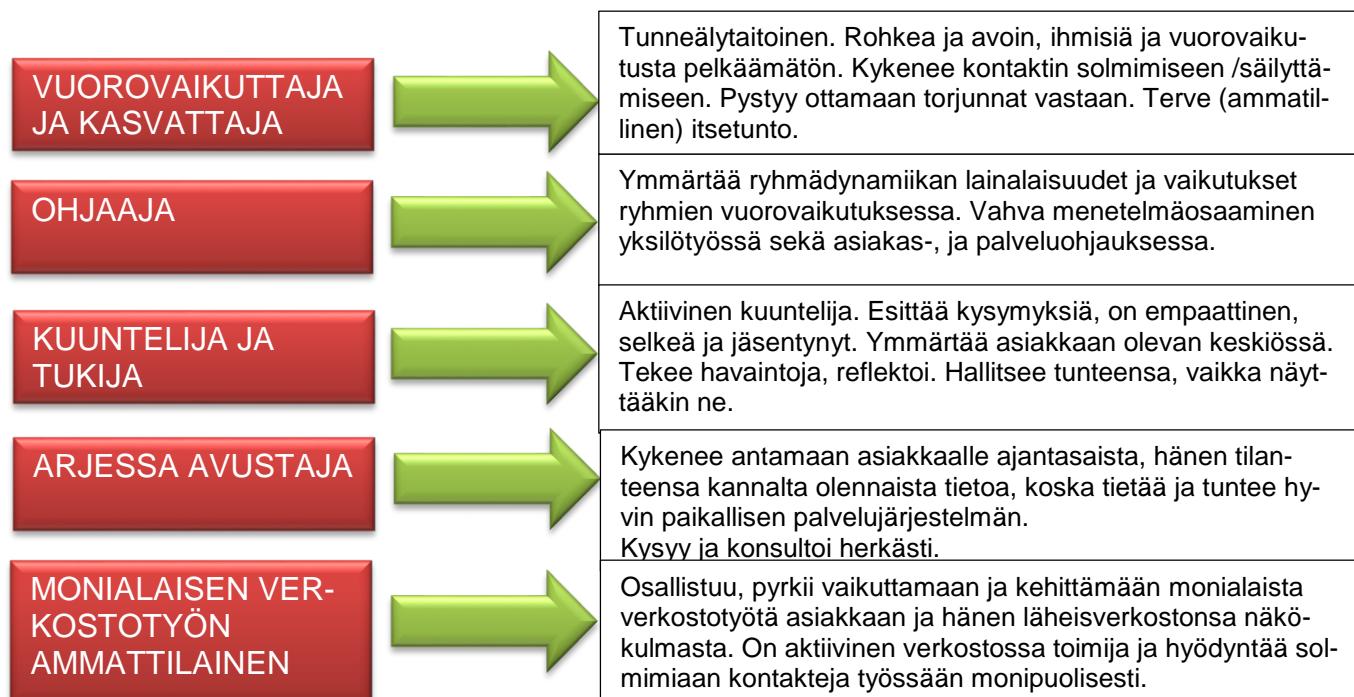 VUOROVAIKUTTAJA
JA KASVATTAJA
Tunneälytaitoinen. Rohkea ja avoin, ihmisiä ja vuorovaiku-
tusta pelkäämätön. Kykenee kontaktin solmimiseen /säilyttä-
miseen. Pystyy ottamaan torjunnat vastaan. Terve (ammatil-
linen) itsetunto.
OHJAAJA
Ymmärtää ryhmädynamiikan lainalaisuudet ja vaikutukset
ryhmien vuorovaikutuksessa. Vahva menetelmäosaaminen
yksilötyössä sekä asiakas-, ja palveluohjauksessa.
KUUNTELIJA JA
TUKIJA
Aktiivinen kuuntelija. Esittää kysymyksiä, on empaattinen,
selkeä ja jäsentynyt. Ymmärtää asiakkaan olevan keskiössä.
Tekee havaintoja, reflektoi. Hallitsee tunteensa, vaikka näyt-
tääkin ne.
ARJESSA AVUSTAJA
Kykenee antamaan asiakkaalle ajantasaista, hänen tilan-
teensa kannalta olennaista tietoa, koska tietää ja tuntee hy-
vin paikallisen palvelujärjestelmän.
Kysyy ja konsultoi herkästi.
MONIALAISEN VER-
KOSTOTYÖN
AMMATTILAINEN
Osallistuu, pyrkii vaikuttamaan ja kehittämään monialaista
verkostotyötä asiakkaan ja hänen läheisverkostonsa näkö-
kulmasta. On aktiivinen verkostossa toimija ja hyödyntää sol-
mimiaan kontakteja työssään monipuolisesti.